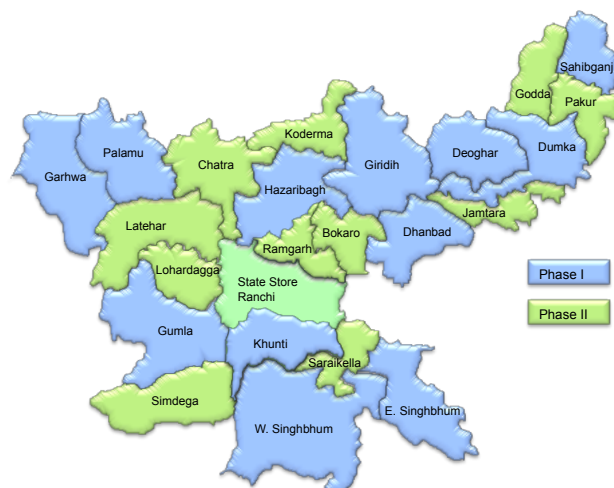 Sahibganj
Godda
Pakur
Koderma
Palamu
Chatra
Giridih
Deoghar
Dumka
Garhwa
Hazaribagh
Jamtara
Latehar
Bokaro
Dhanbad
Ramgarh
Lohardagga
State Store
Ranchi
Phase I
Phase II
Gumla
Khunti
Saraikella
Simdega
E. Singhbhum
W. Singhbhum